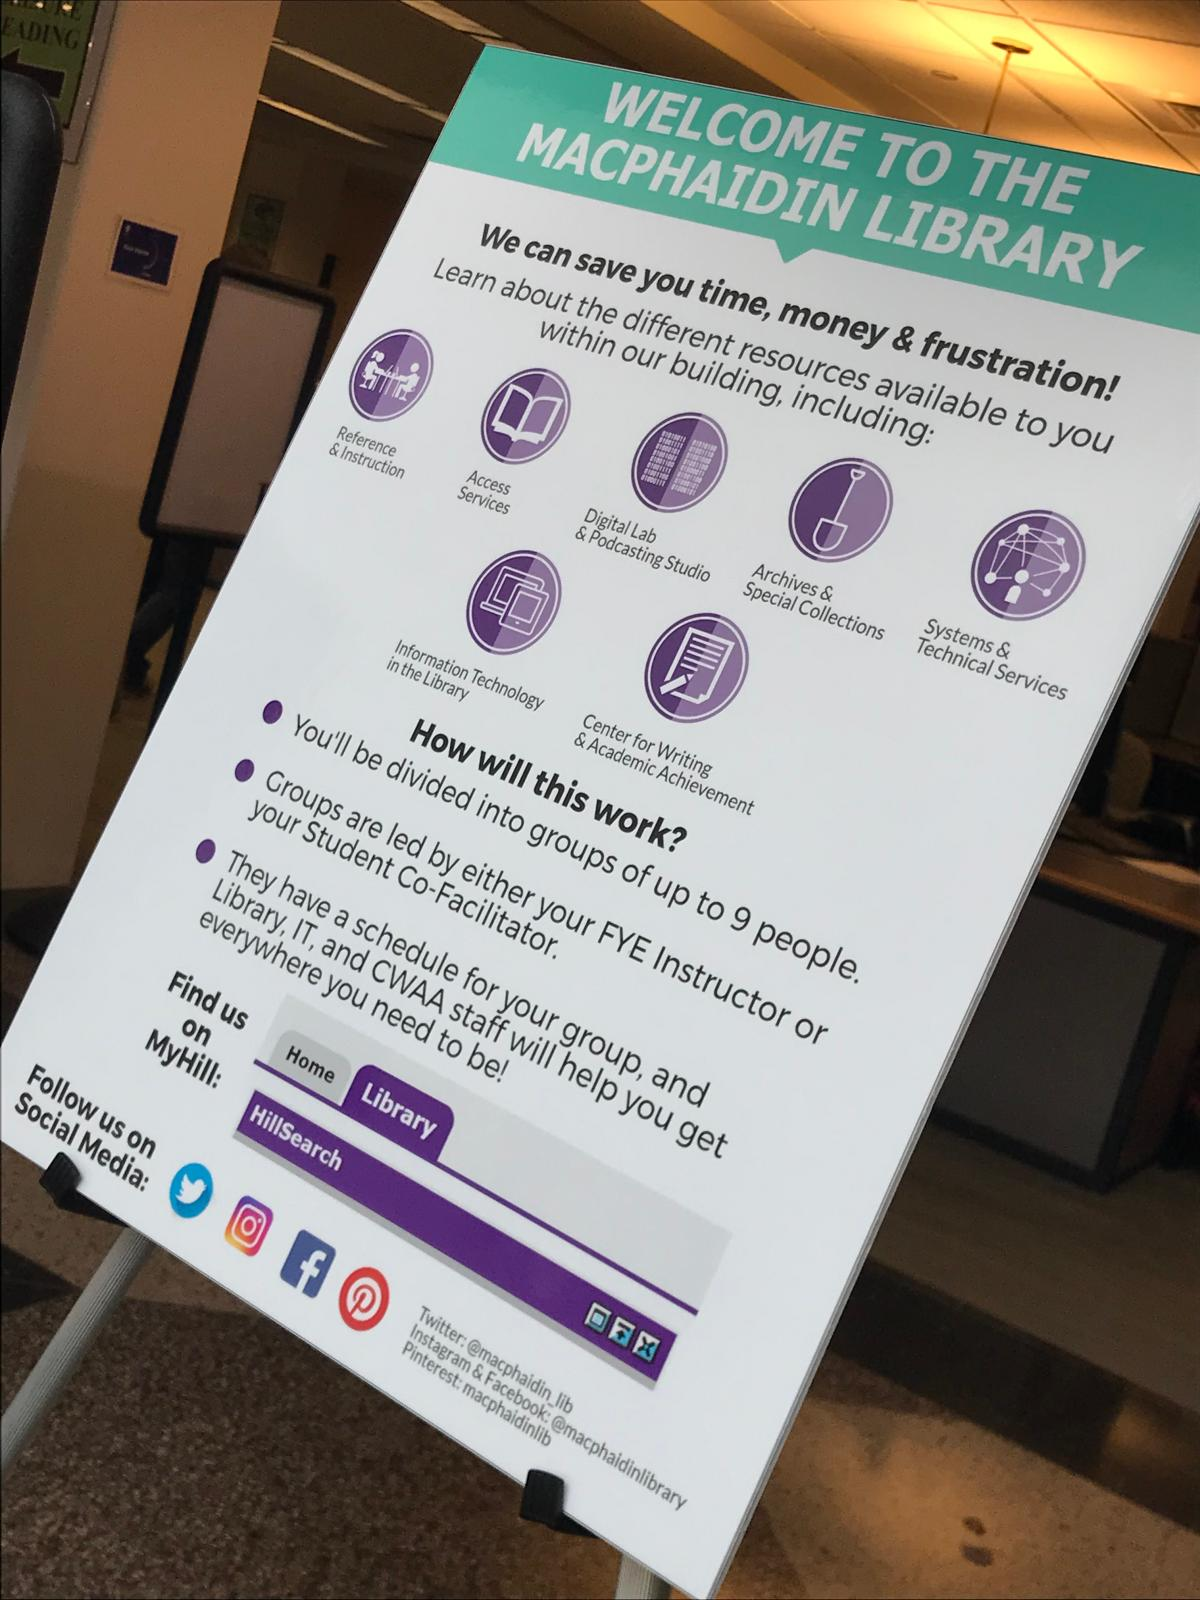 EADING
WELCOME TO THE
MACPHAIDIN LIBRARY
We can save you time, money & frustration!
Learn about the different resources available to you
within our building, including:
Reference
& Instruction
Access
Services
Digital Lab
& Podcasting Studio
Archives &
Special Collections
Systems &
Technical Services
Information Technology
in the Library
Center for Writing
& Academic Achievement
How will this work?
You'll be divided into groups of up to 9 people.
Groups are led by either your FYE Instructor or
your Student Co-Facilitator.
They have a schedule for your group, and
Library, IT, and CWAA staff will help you get
everywhere you need to be!
Find us
on
MyHill:
Home
Library
HillSearch
Follow us on
Social Media:
Twitter: @macphaidin_lib
Instagram & Facebook: @macphaidinlibrary
Pinterest: macphaidinlib